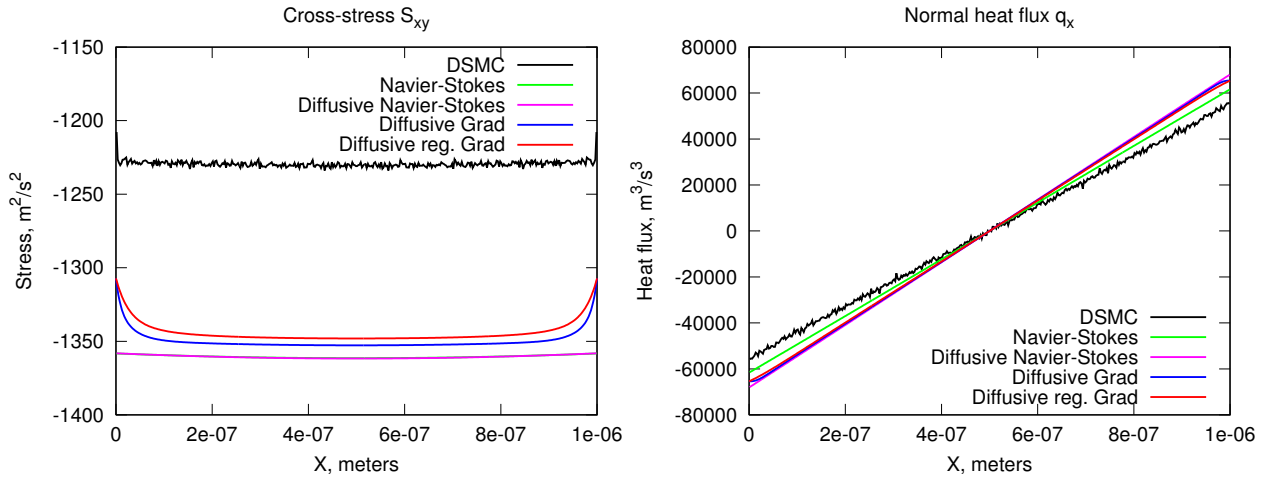 Cross-stress S_xy
-1150
-1200
-1250
-1300
-1350
-1400
Stress, m²/s²
DSMC
Navier-Stokes
Diffusive Navier-Stokes
Diffusive Grad
Diffusive reg. Grad
0
2e-07
4e-07
6e-07
8e-07
1e-06
X, meters
Normal heat flux q_x
80000
60000
40000
20000
0
-20000
-40000
-60000
-80000
Heat flux, m³/s³
DSMC
Navier-Stokes
Diffusive Navier-Stokes
Diffusive Grad
Diffusive reg. Grad
0
2e-07
4e-07
6e-07
8e-07
1e-06
X, meters